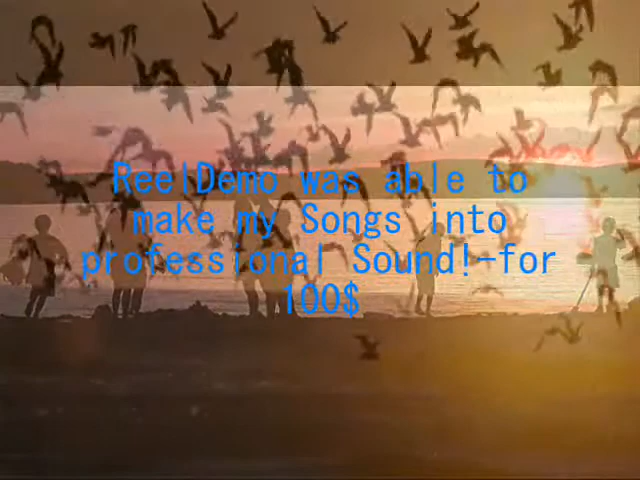 ReelDemo was able to
make my Songs into
professional Sound!-for
100$